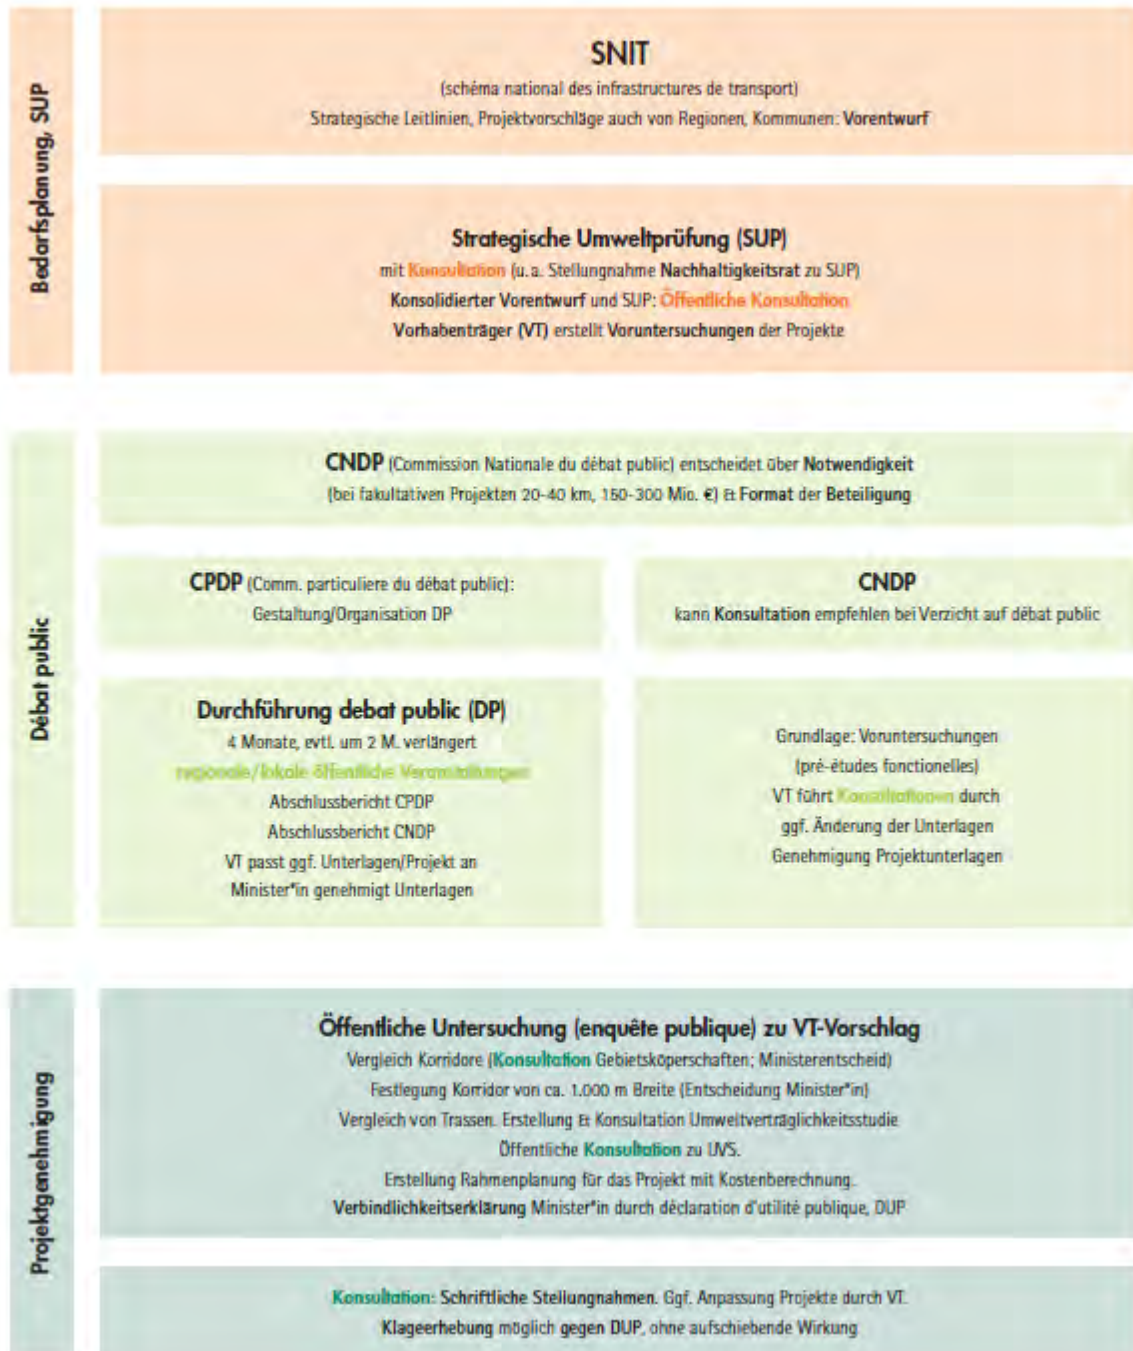 Bedarfsplanung, SUP
SNIT
(schéma national des infrastructures de transport)
Strategische Leitlinien, Projektvorschläge auch von Regionen, Kommunen: Vorentwurf
Strategische Umweltprüfung (SUP)
mit Konsultation (u.a. Stellungnahme Nachhaltigkeitsrat zu SUP)
Konsolidierter Vorentwurf und SUP: Öffentliche Konsultation
Vorhabenträger (VT) erstellt Voruntersuchungen der Projekte
Débat public
CNDP (Commission Nationale du débat public) entscheidet über Notwendigkeit
(bei fakultativen Projekten 20-40 km, 150-300 Mio. €) & Format der Beteiligung
CPDP (Comm. particuliere du débat public):
Gestaltung/Organisation DP
CNDP
kann Konsultation empfehlen bei Verzicht auf débat public
Durchführung debat public (DP)
4 Monate, evtl. um 2 M. verlängert
regionale/lokale öffentliche Veranstaltungen
Abschlussbericht CPDP
Abschlussbericht CNDP
VT passt ggf. Unterlagen/Projekt an
Minister*in genehmigt Unterlagen
Grundlage: Voruntersuchungen
(pré-études fonctionelles)
VT führt Konsultationen durch
ggf. Änderung der Unterlagen
Genehmigung Projektunterlagen
Projektgenehmigung
Öffentliche Untersuchung (enquête publique) zu VT-Vorschlag
Vergleich Korridore (Konsultation Gebietsköperschaften; Ministerentscheid)
Festlegung Korridor von ca. 1.000 m Breite (Entscheidung Minister*in)
Vergleich von Trassen. Erstellung & Konsultation Umweltverträglichkeitsstudie
Öffentliche Konsultation zu UVS.
Erstellung Rahmenplanung für das Projekt mit Kostenberechnung.
Verbindlichkeitserklärung Minister*in durch déclaration d'utilité publique, DUP
Konsultation: Schriftliche Stellungnahmen. Ggf. Anpassung Projekte durch VT.
Klageerhebung möglich gegen DUP, ohne aufschiebende Wirkung